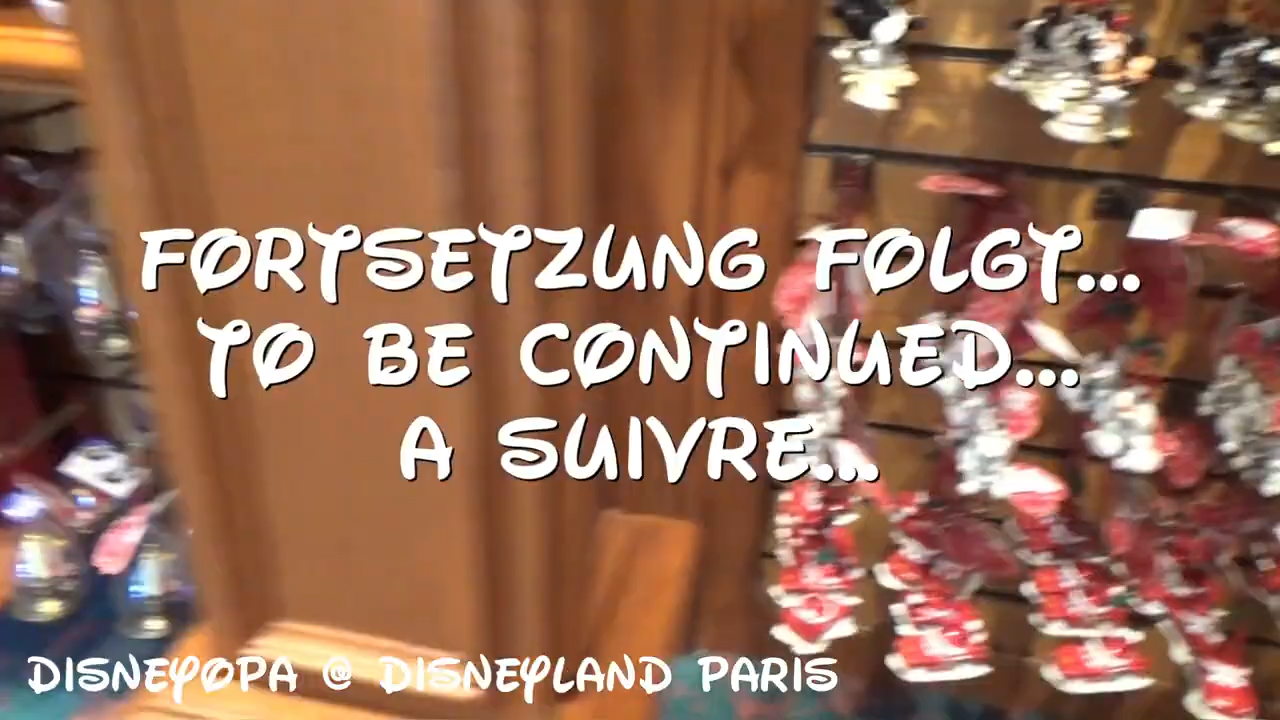 FORTSETZUNG FOLGT...
TO BE CONTINUED...
A SUIVRE...
DISNEYOPA @ DISNEYLAND PARIS